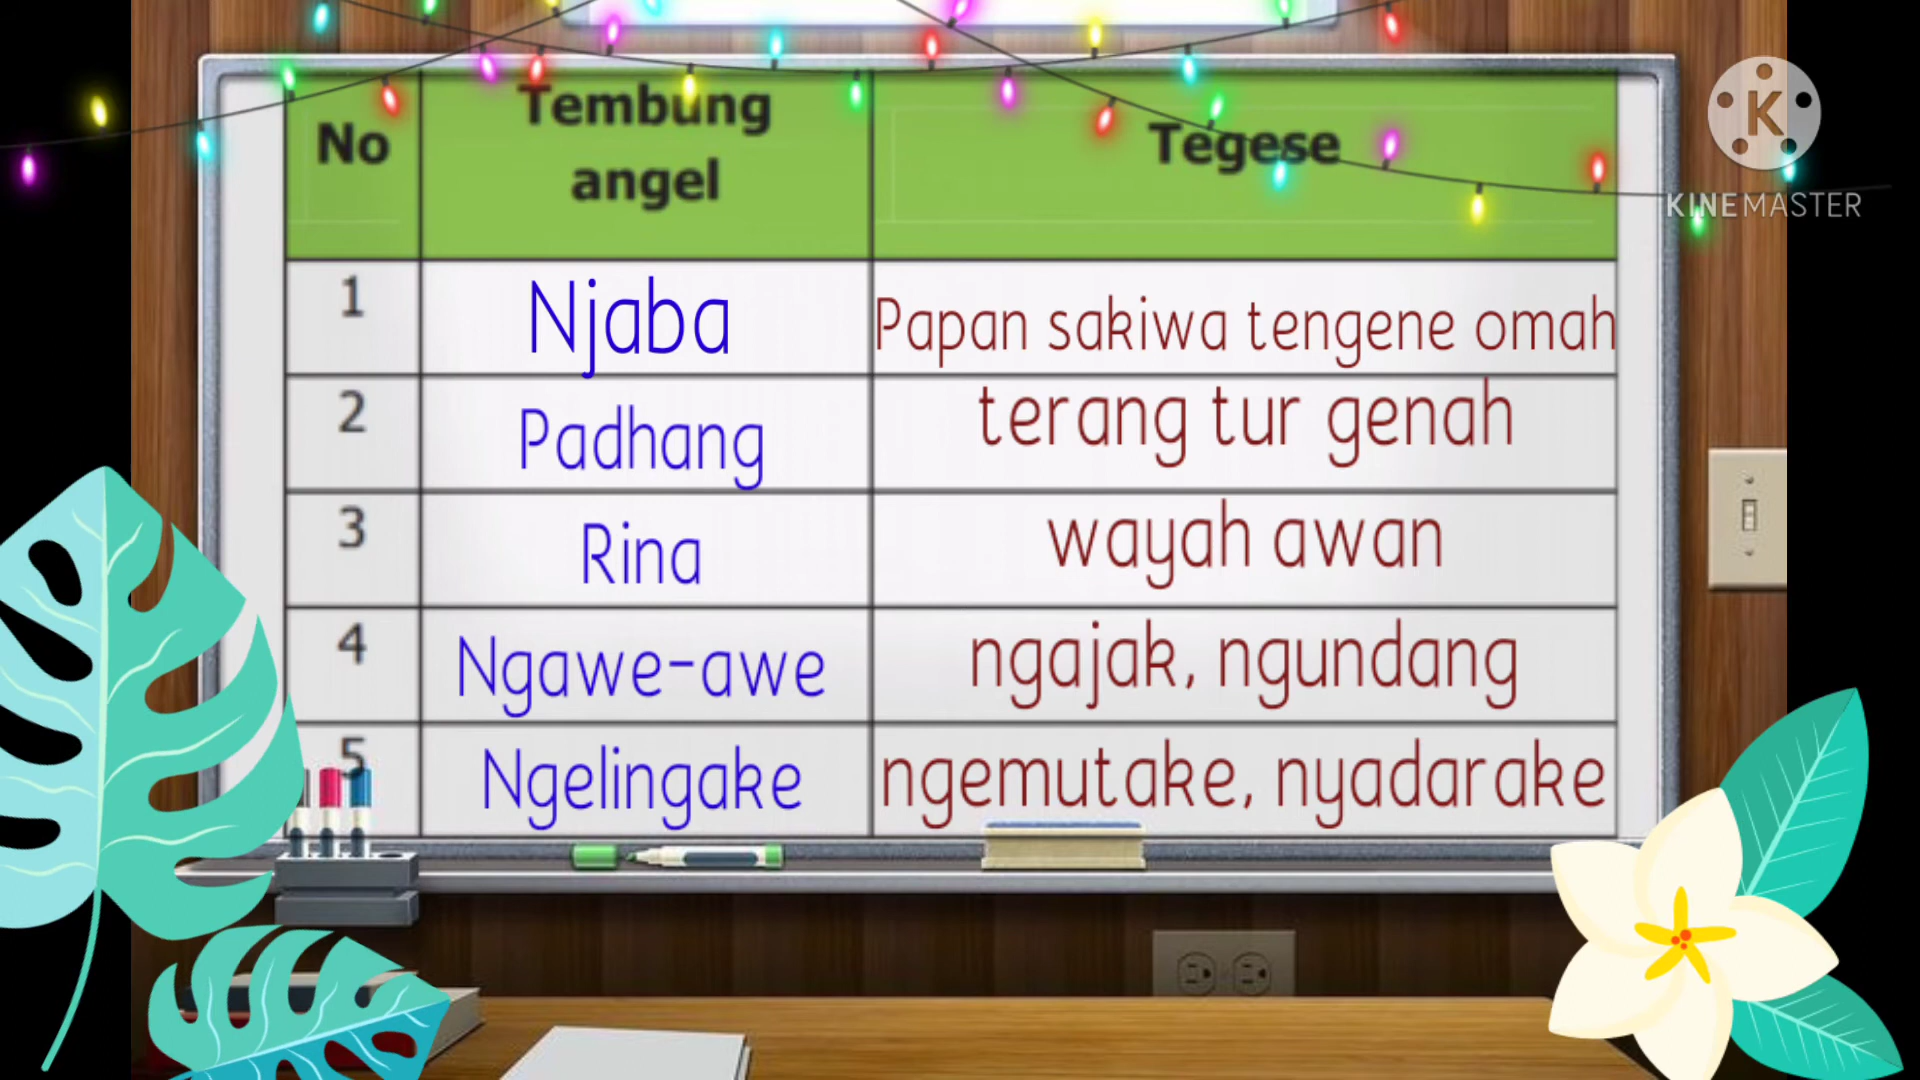 No
Tembung
angel
Tegese
1
Njaba
Papan sakiwa tengene omah
2
Padhang
terang tur genah
3
Rina
wayah awan
4
Ngawe-awe
ngajak, ngundang
5
Ngelingake
ngemutake, nyadarake
K
KINEMASTER